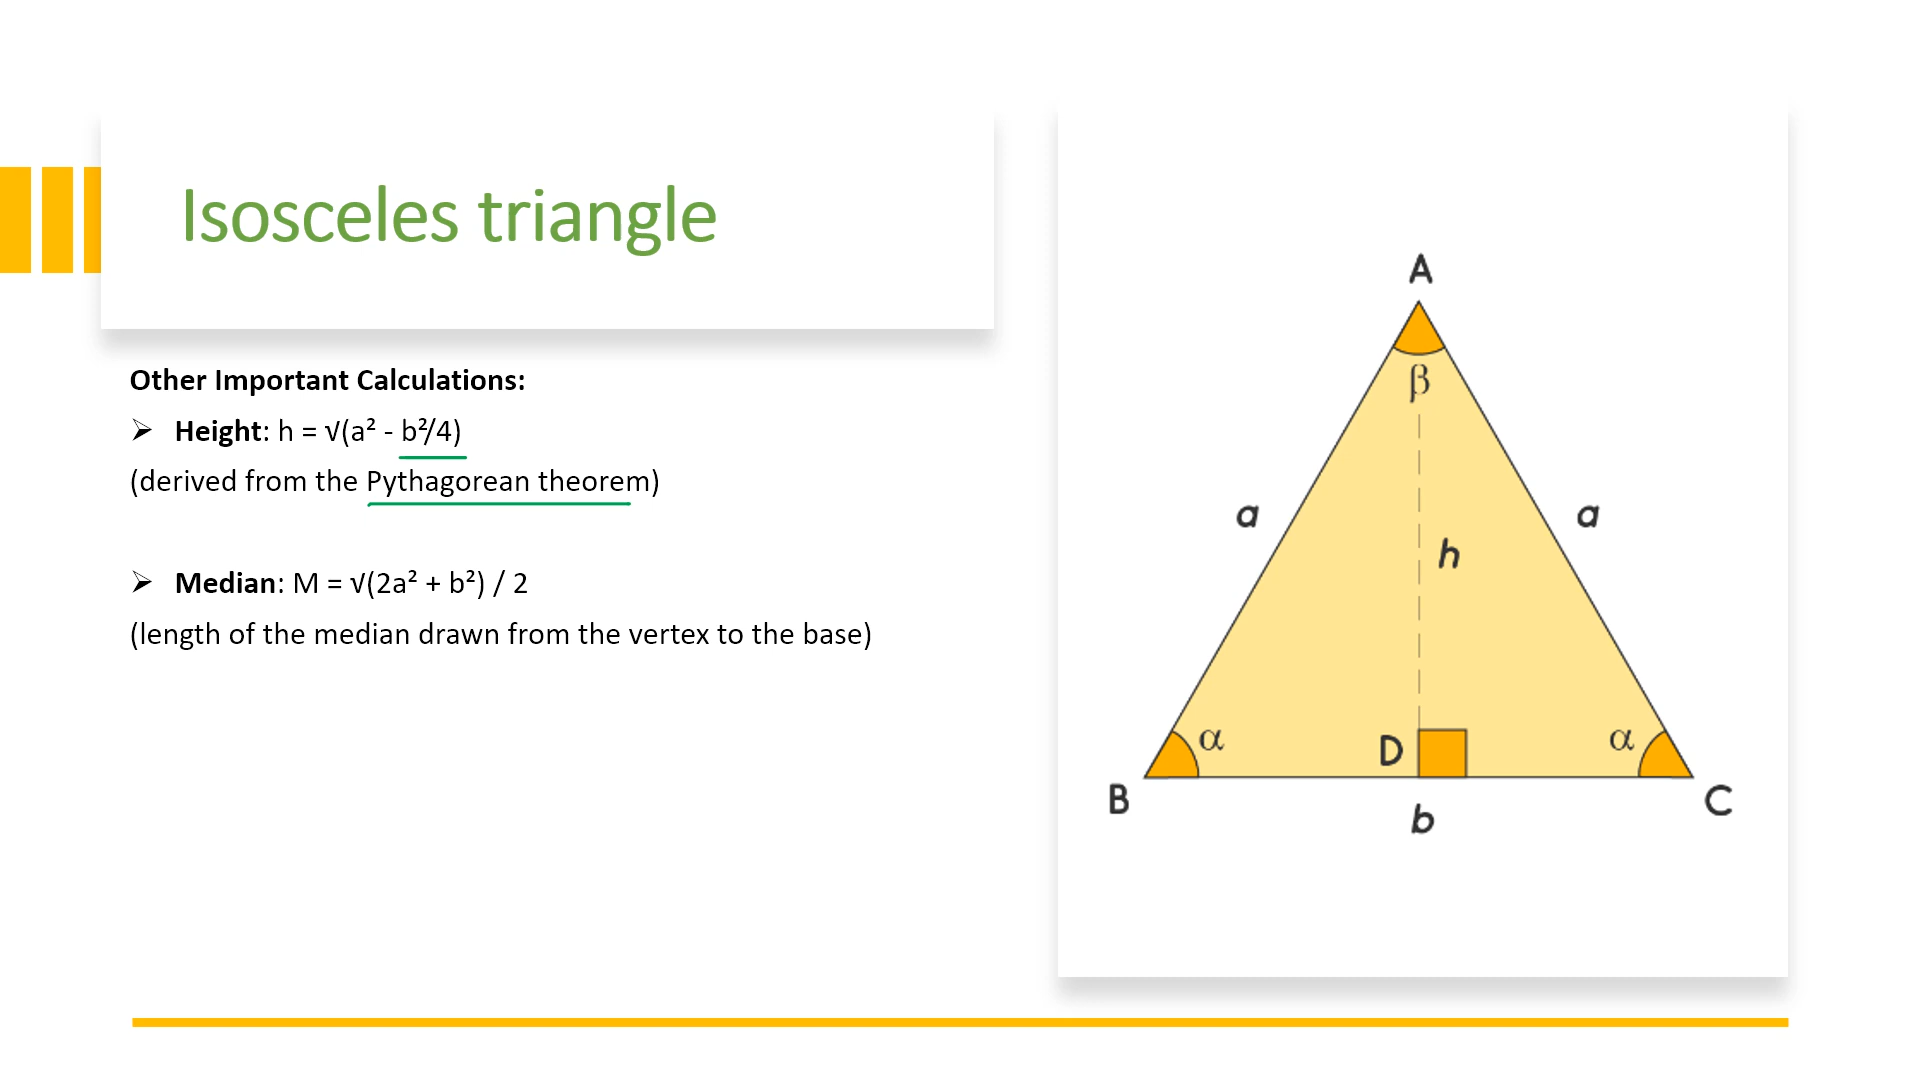 Isosceles triangle
Other Important Calculations:
➢ Height: h = √(a² - b²/4)
(derived from the Pythagorean theorem)
➢ Median: M = √(2a² + b²) / 2
(length of the median drawn from the vertex to the base)
A
β
a
a
h
α
D
α
B
b
C